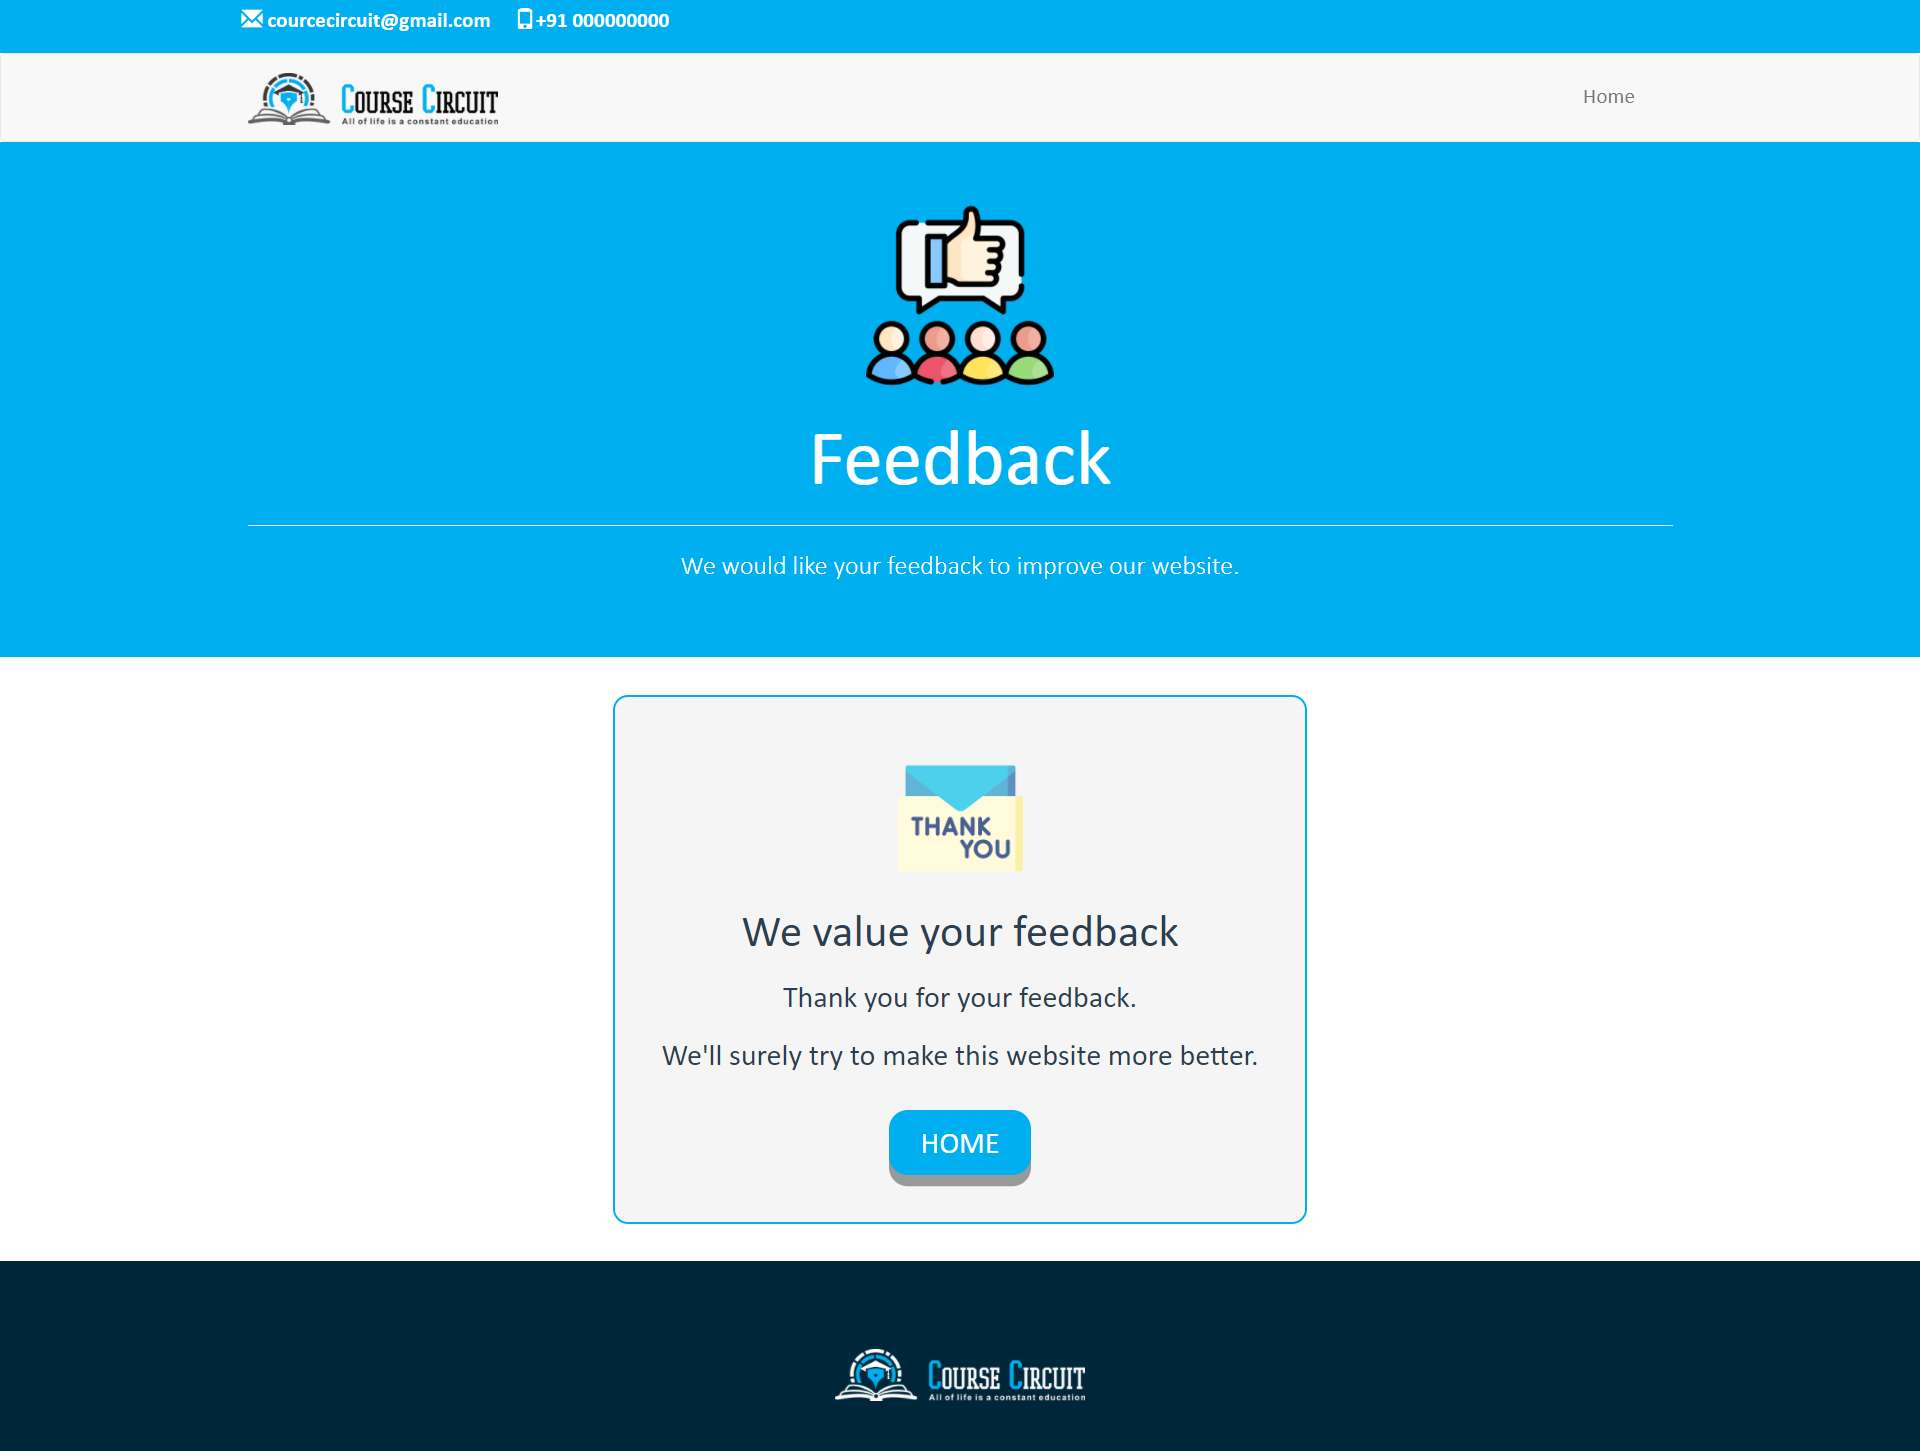 courcecircuit@gmail.com +91 000000000
COURSE CIRCUIT
All of life is a constant education
Home
Feedback
We would like your feedback to improve our website.
THANK
YOU
We value your feedback
Thank you for your feedback.
We'll surely try to make this website more better.
HOME
COURSE CIRCUIT
All of life is a constant education